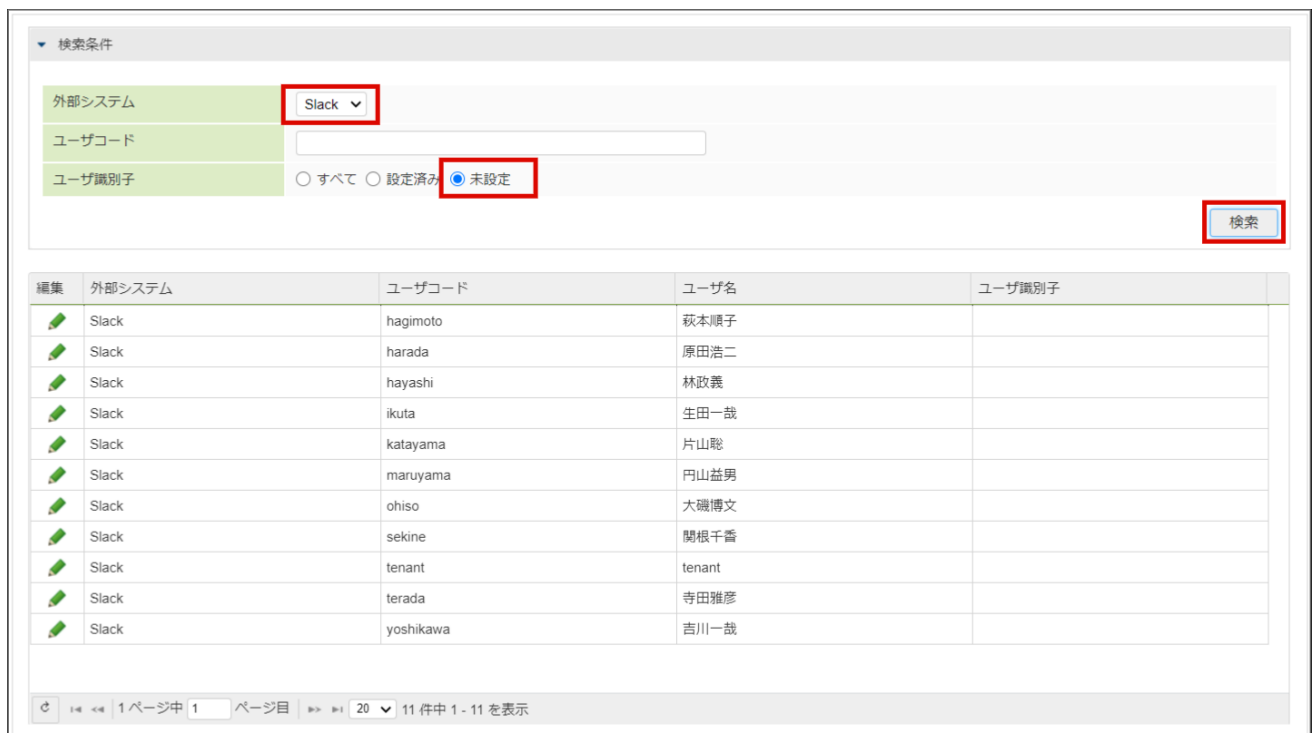 検索条件
外部システム Slack
ユーザコード
ユーザ識別子 すべて 設定済み 未設定
検索
編集 外部システム ユーザコード ユーザ名 ユーザ識別子
Slack hagimoto 萩本順子
Slack harada 原田浩二
Slack hayashi 林政義
Slack ikuta 生田一哉
Slack katayama 片山聡
Slack maruyama 円山益男
Slack ohiso 大磯博文
Slack sekine 関根千香
Slack tenant tenant
Slack terada 寺田雅彦
Slack yoshikawa 吉川一哉
1 ページ中 1 ページ目 20 11 件中 1 - 11 を表示